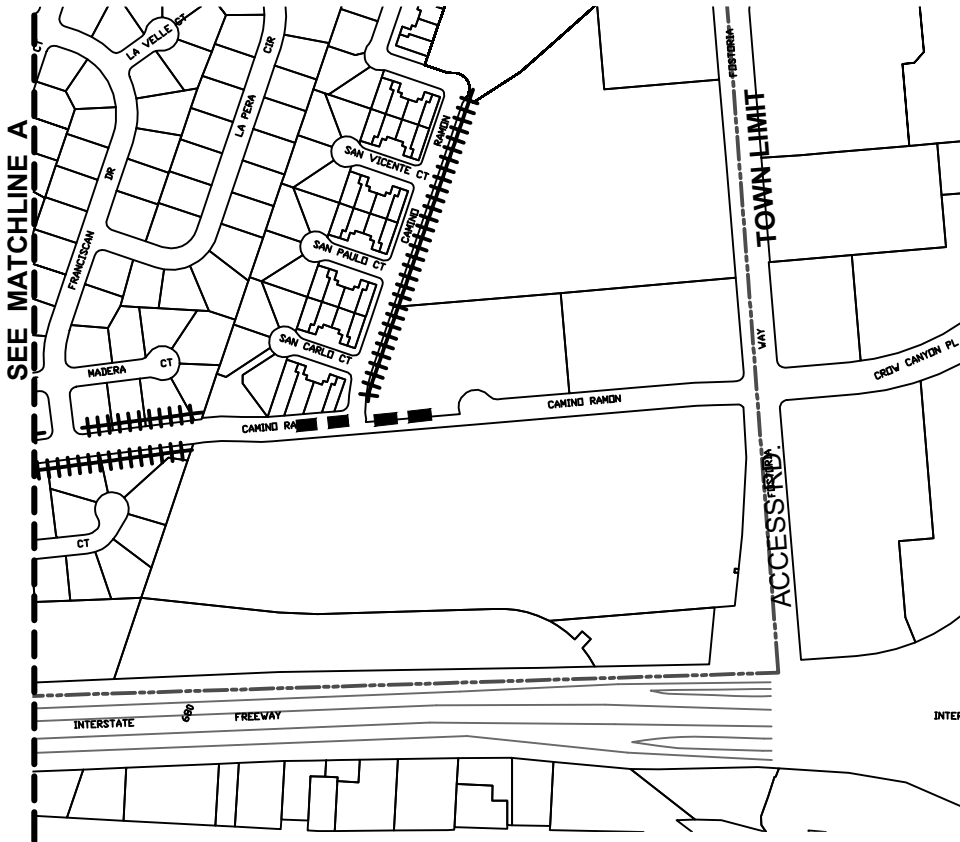 LA VELLE CT
CT
CIR
FOSTORIA
LA PERA
TOWN LIMIT
SEE MATCHLINE A
RAMON
SAN VICENTE CT
DR
CAMINO
FRANCISCAN
SAN PAULO CT
SAN CARLO CT
WAY
CROW CANYON PL
MADERA
CT
CAMINO RAMON
CAMINO RA
FOSTORIA
ACCESS RD.
CT
680
INTERSTATE
FREEWAY
INTER